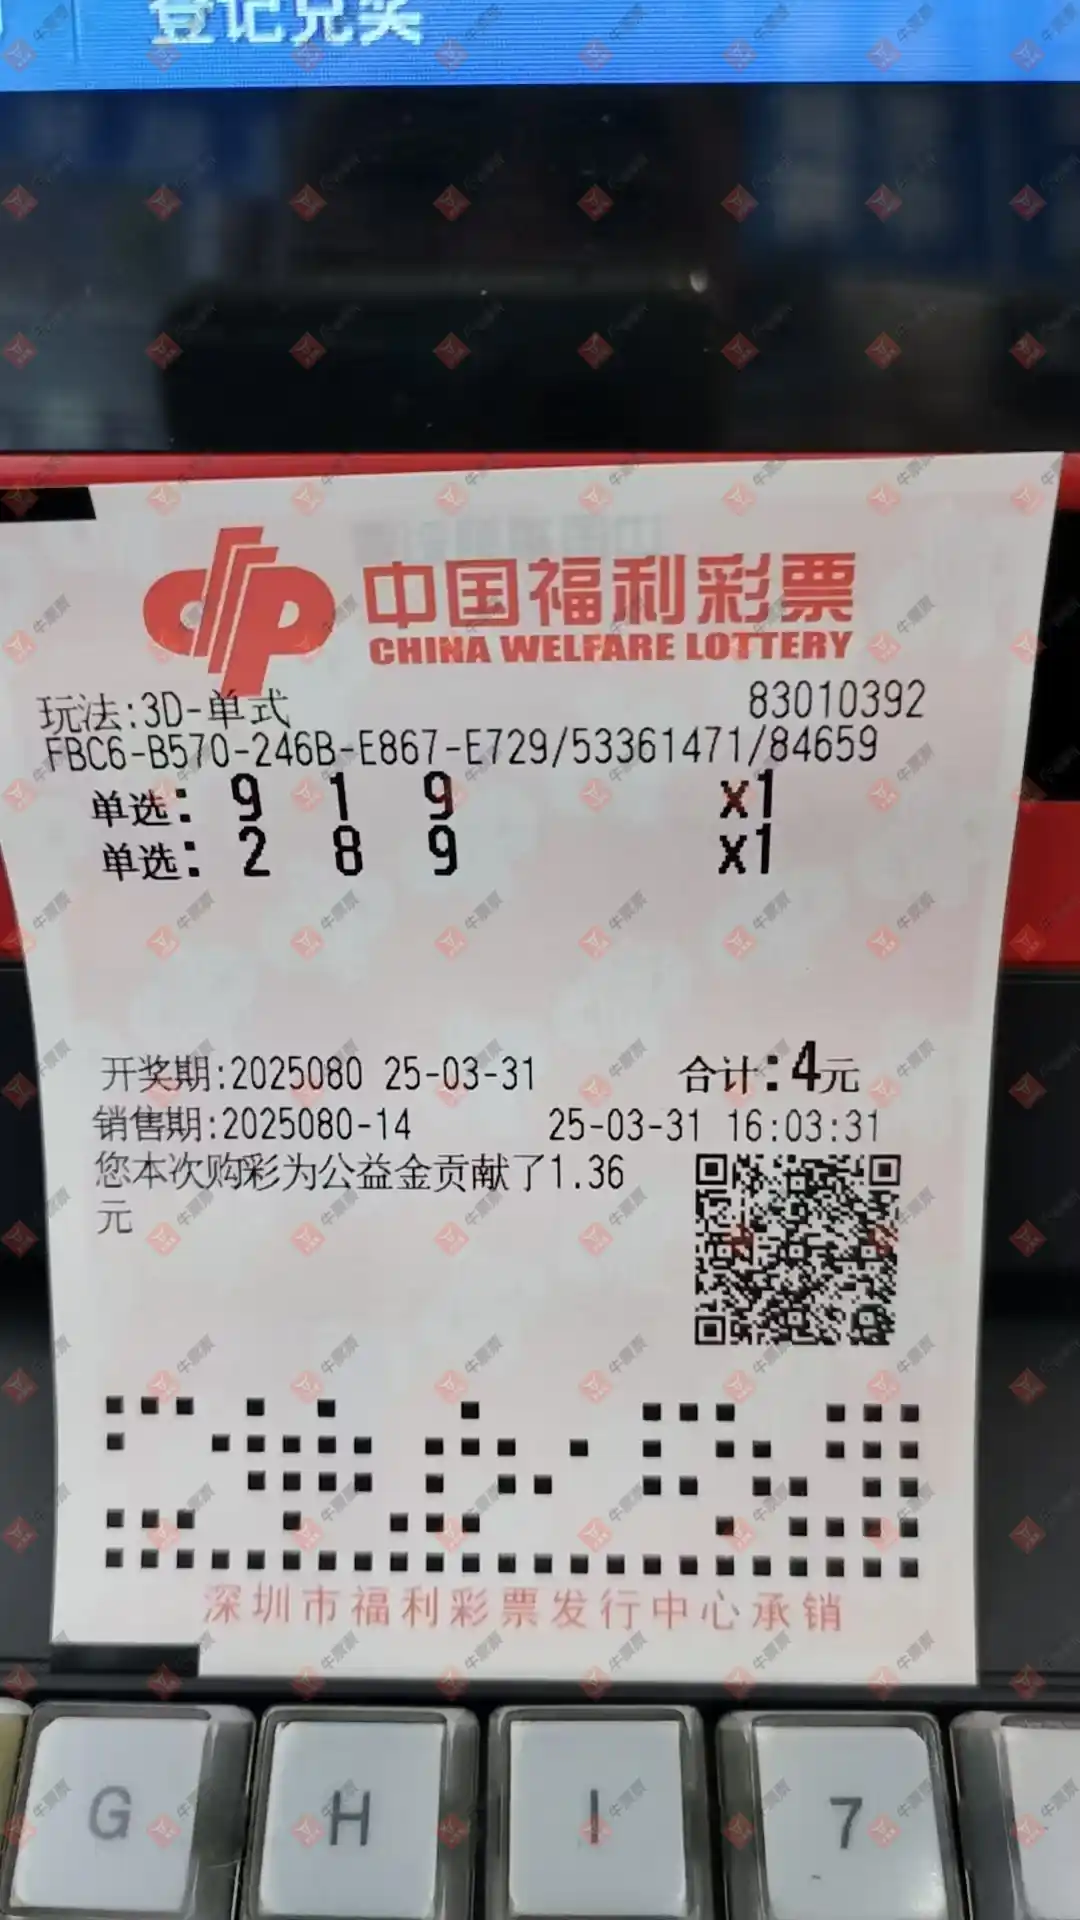 登记兑奖
中国福利彩票
CHINA WELFARE LOTTERY
玩法:3D-单式 83010392
FBC6-B570-246B-E867-E729/53361471/84659
单选: 9 1 9 x1
单选: 2 8 9 x1
开奖期:2025080 25-03-31 合计:4元
销售期:2025080-14 25-03-31 16:03:31
您本次购彩为公益金贡献了1.36
元
深圳市福利彩票发行中心承销
G H I 7
牛票票